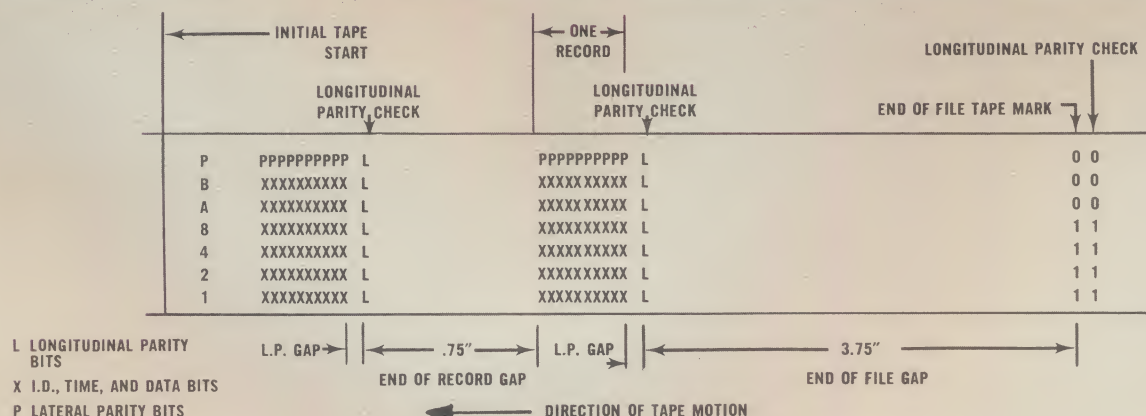 INITIAL TAPE
START
ONE
RECORD
LONGITUDINAL PARITY CHECK
LONGITUDINAL
PARITY CHECK
LONGITUDINAL
PARITY CHECK
END OF FILE TAPE MARK
P PPPPPPPPPP L PPPPPPPPPP L 0 0
B XXXXXXXXXX L XXXXXXXXXX L 0 0
A XXXXXXXXXX L XXXXXXXXXX L 0 0
8 XXXXXXXXXX L XXXXXXXXXX L 1 1
4 XXXXXXXXXX L XXXXXXXXXX L 1 1
2 XXXXXXXXXX L XXXXXXXXXX L 1 1
1 XXXXXXXXXX L XXXXXXXXXX L 1 1
L LONGITUDINAL PARITY
BITS
X I.D., TIME, AND DATA BITS
P LATERAL PARITY BITS
L.P. GAP .75" L.P. GAP 3.75"
END OF RECORD GAP END OF FILE GAP
DIRECTION OF TAPE MOTION